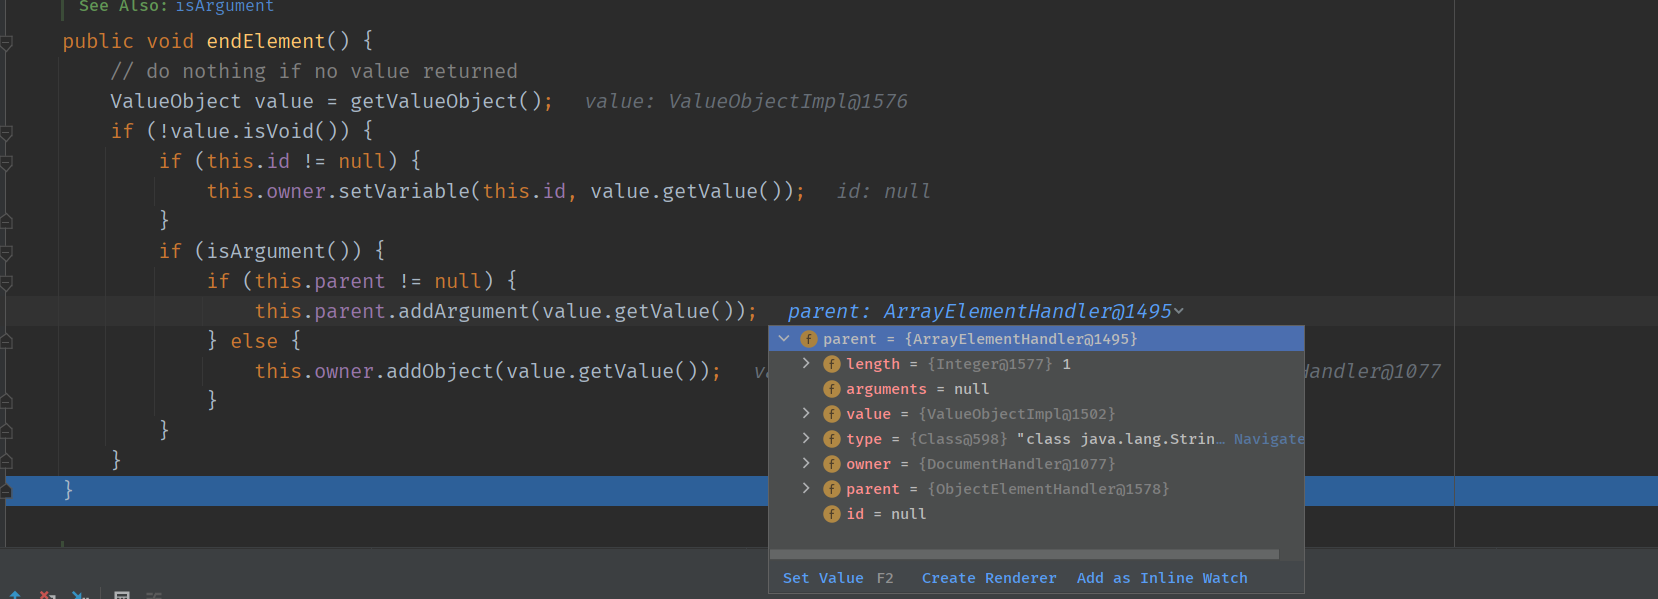 See Also: isArgument
public void endElement() {
// do nothing if no value returned
ValueObject value = getValueObject(); value: ValueObjectImpl@1576
if (!value.isVoid()) {
if (this.id != null) {
this.owner.setVariable(this.id, value.getValue()); id: null
}
if (isArgument()) {
if (this.parent != null) {
this.parent.addArgument(value.getValue()); parent: ArrayElementHandler@1495
} else {
parent = {ArrayElementHandler@1495}
length = {Integer@1577} 1
this.owner.addObject(value.getValue()); andler@1077
arguments = null
}
value = {ValueObjectImpl@1502}
}
type = {Class@598} "class java.lang.Strin… Navigate
}
owner = {DocumentHandler@1077}
}
parent = {ObjectElementHandler@1578}
id = null
Set Value F2 Create Renderer Add as Inline Watch